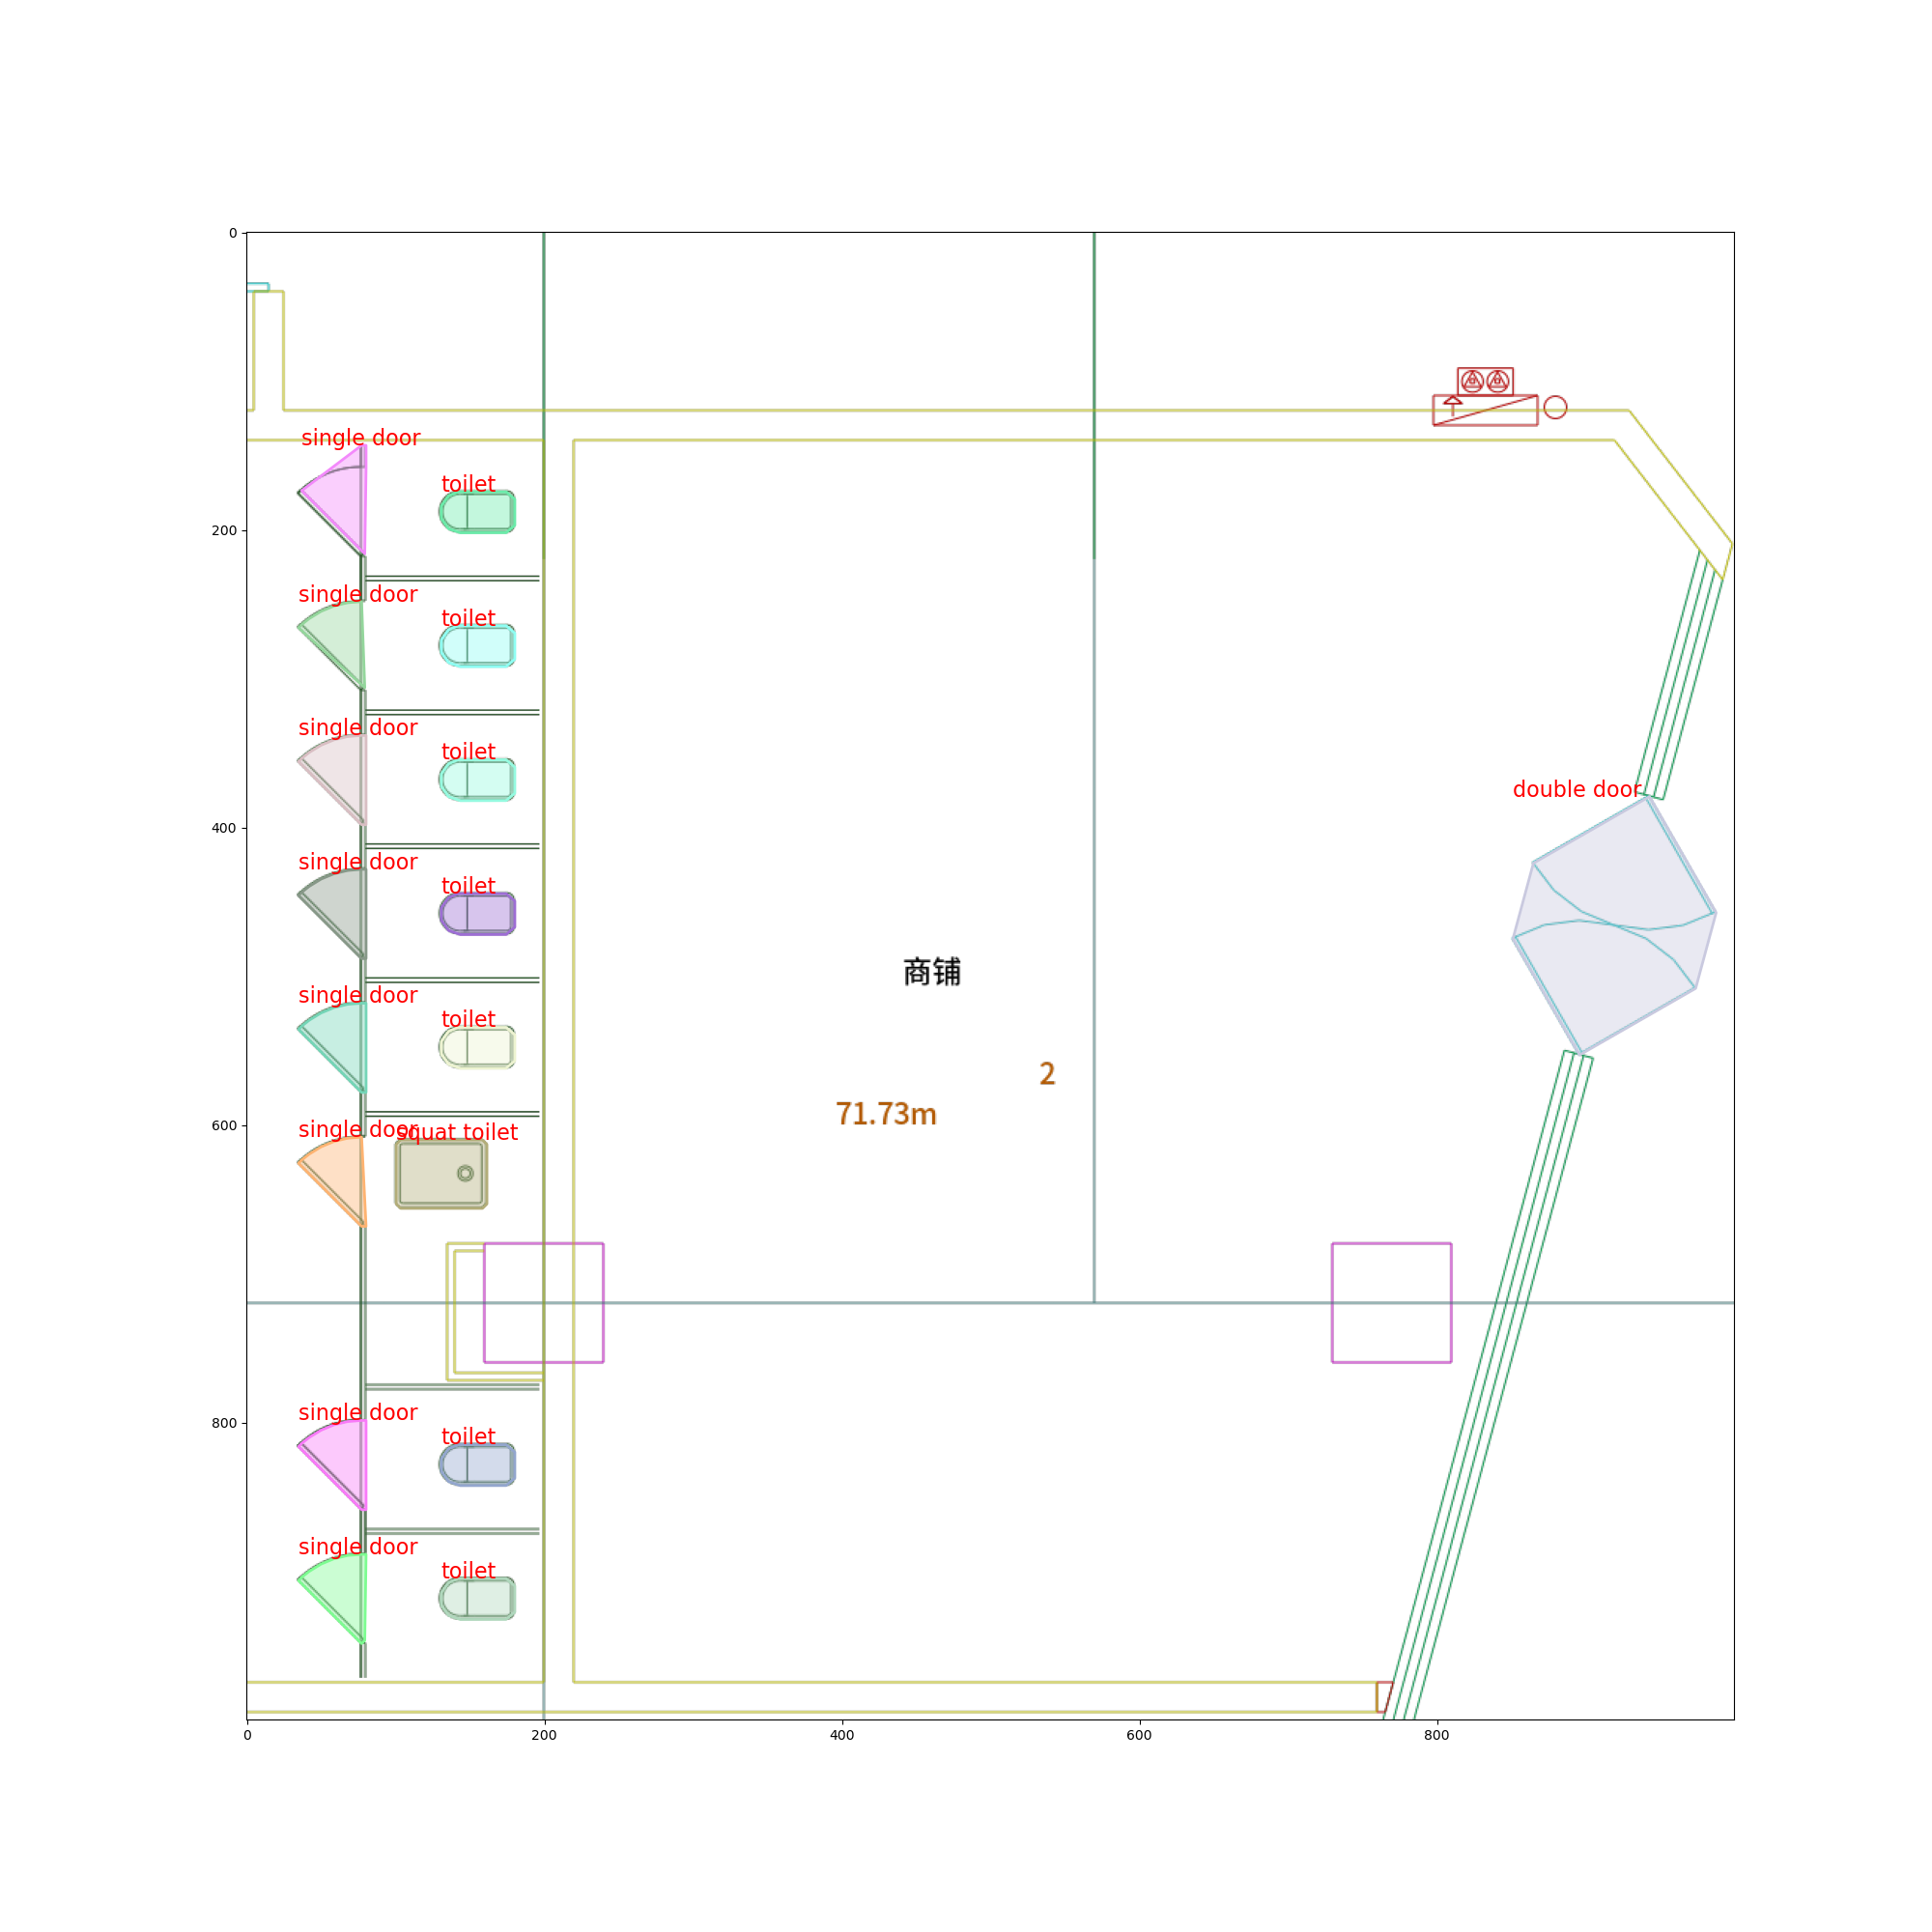 0
single door
toilet
200
single door
toilet
single door
toilet
double door
400
single door
toilet
商铺
single door
toilet
2
71.73m
600
single door
squat toilet
800
single door
toilet
single door
toilet
0
200
400
600
800